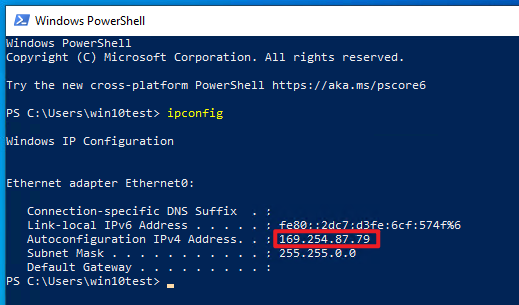 Windows PowerShell
Windows PowerShell
Copyright (C) Microsoft Corporation. All rights reserved.
Try the new cross-platform PowerShell https://aka.ms/pscore6
PS C:\Users\win10test> ipconfig
Windows IP Configuration
Ethernet adapter Ethernet0:
Connection-specific DNS Suffix  . :
Link-local IPv6 Address . . . . . : fe80::2dc7:d3fe:6cf:574f%6
Autoconfiguration IPv4 Address. . : 169.254.87.79
Subnet Mask . . . . . . . . . . . : 255.255.0.0
Default Gateway . . . . . . . . . :
PS C:\Users\win10test>